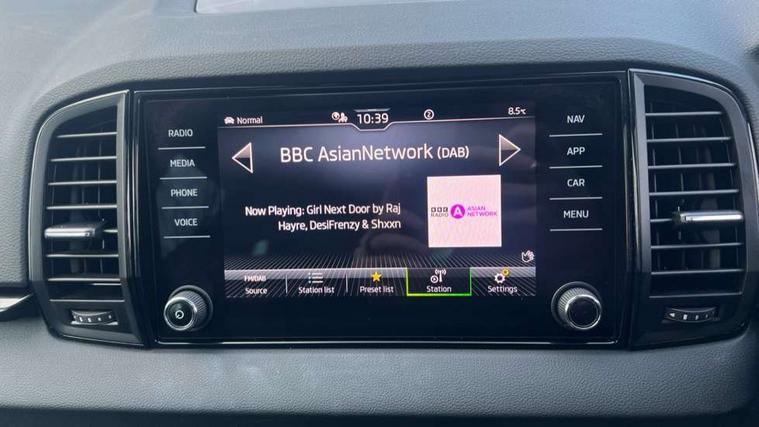 RADIO
MEDIA
PHONE
VOICE
Normal
10:39
2
8.5°C
BBC AsianNetwork (DAB)
Now Playing: Girl Next Door by Raj
Hayre, DesiFrenzy & Shxxn
BBC
RADIO
A
ASIAN
NETWORK
FM/DAB
Source
Station list
Preset list
Station
Settings
NAV
APP
CAR
MENU